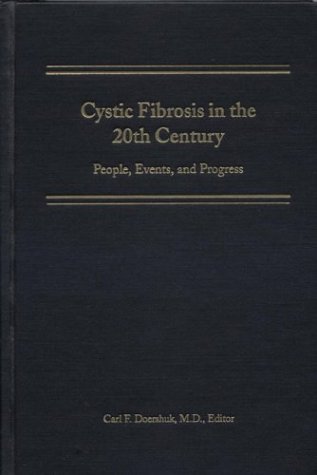 Cystic Fibrosis in the
20th Century
People, Events, and Progress
Carl F. Doershuk, M.D., Editor